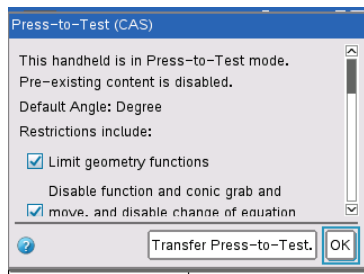 Press-to-Test (CAS)
This handheld is in Press-to-Test mode.
Pre-existing content is disabled.
Default Angle: Degree
Restrictions include:
Limit geometry functions
Disable function and conic grab and
move, and disable change of equation
?
Transfer Press-to-Test.
OK